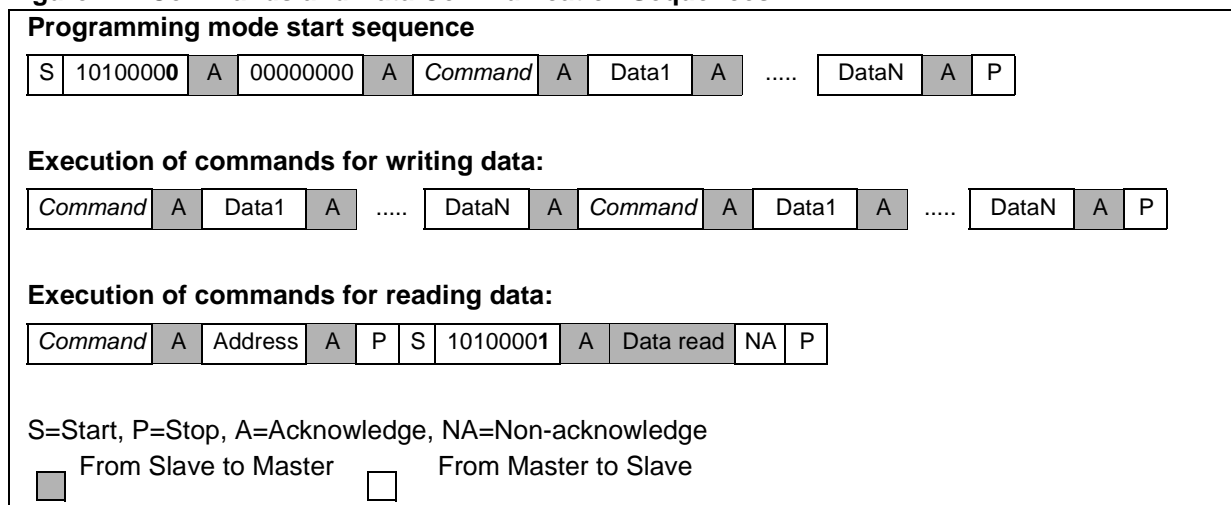 Programming mode start sequence
S 10100000 A 00000000 A Command A Data1 A ..... DataN A P
Execution of commands for writing data:
Command A Data1 A ..... DataN A Command A Data1 A ..... DataN A P
Execution of commands for reading data:
Command A Address A P S 10100001 A Data read NA P
S=Start, P=Stop, A=Acknowledge, NA=Non-acknowledge
From Slave to Master From Master to Slave